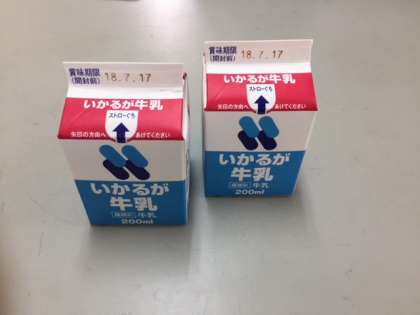 賞味期限
(開封前)
18.7.17
いかるが牛乳
ストローぐち
矢印の方向へ
あけてください
いかるが
牛乳
種類別
牛乳
200ml
賞味期限
(開封前)
18.7.17
いかるが牛乳
ストローぐち
矢印の方向へ
あけてください
いかるが
牛乳
種類別
牛乳
200ml